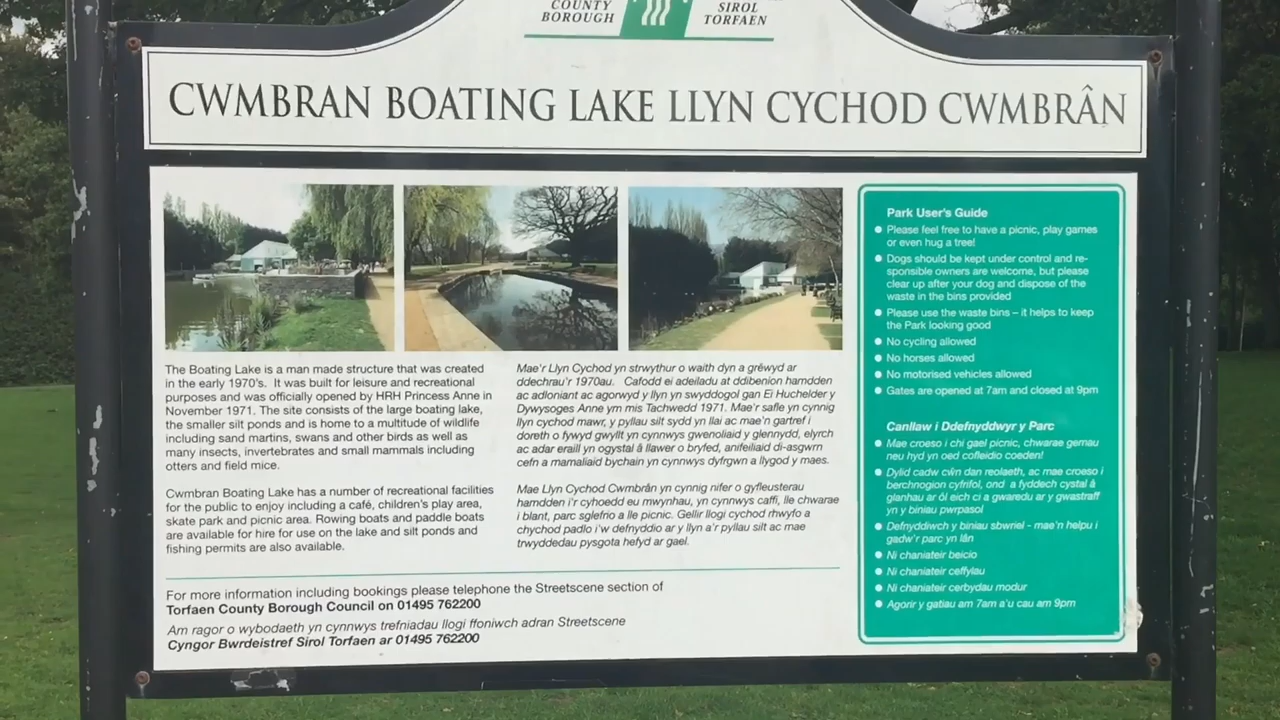 COUNTY
BOROUGH
SIROL
TORFAEN
CWMBRAN BOATING LAKE LLYN CYCHOD CWMBRÂN
The Boating Lake is a man made structure that was created
in the early 1970's. It was built for leisure and recreational
purposes and was officially opened by HRH Princess Anne in
November 1971. The site consists of the large boating lake,
the smaller silt ponds and is home to a multitude of wildlife
including sand martins, swans and other birds as well as
many insects, invertebrates and small mammals including
otters and field mice.
Cwmbran Boating Lake has a number of recreational facilities
for the public to enjoy including a café, children's play area,
skate park and picnic area. Rowing boats and paddle boats
are available for hire for use on the lake and silt ponds and
fishing permits are also available.
Mae'r Llyn Cychod yn strwythur o waith dyn a grëwyd ar
ddechrau'r 1970au. Cafodd ei adeiladu at ddibenion hamdden
ac adloniant ac agorwyd y llyn yn swyddogol gan Ei Huchelder y
Dywysoges Anne ym mis Tachwedd 1971. Mae'r safle yn cynnig
llyn cychod mawr, y pyllau silt sydd yn llai ac mae'n gartref i
doreth o fywyd gwyllt yn cynnwys gwenoliaid y glennydd, elyrch
ac adar eraill yn ogystal â llawer o bryfed, anifeiliaid di-asgwrn
cefn a mamaliaid bychain yn cynnwys dyfrgwn a llygod y maes.
Mae Llyn Cychod Cwmbrân yn cynnig nifer o gyfleusterau
hamdden i'r cyhoedd eu mwynhau, yn cynnwys caffi, lle chwarae
i blant, parc sglefrio a lle picnic. Gellir llogi cychod rhwyfo a
chychod padlo i'w defnyddio ar y llyn a'r pyllau silt ac mae
trwyddedau pysgota hefyd ar gael.
For more information including bookings please telephone the Streetscene section of
Torfaen County Borough Council on 01495 762200
Am ragor o wybodaeth yn cynnwys trefniadau llogi ffoniwch adran Streetscene
Cyngor Bwrdeistref Sirol Torfaen ar 01495 762200
Park User's Guide
Please feel free to have a picnic, play games
or even hug a tree!
Dogs should be kept under control and re-
sponsible owners are welcome, but please
clear up after your dog and dispose of the
waste in the bins provided
Please use the waste bins – it helps to keep
the Park looking good
No cycling allowed
No horses allowed
No motorised vehicles allowed
Gates are opened at 7am and closed at 9pm
Canllaw i Ddefnyddwyr y Parc
Mae croeso i chi gael picnic, chwarae gemau
neu hyd yn oed cofleidio coeden!
Dylid cadw cŵn dan reolaeth, ac mae croeso i
berchnogion cyfrifol, ond a fyddech cystal â
glanhau ar ôl eich ci a gwaredu ar y gwastraff
yn y biniau pwrpasol
Defnyddiwch y biniau sbwriel - mae'n helpu i
gadw'r parc yn lân
Ni chaniateir beicio
Ni chaniateir ceffylau
Ni chaniateir cerbydau modur
Agorir y gatiau am 7am a'u cau am 9pm